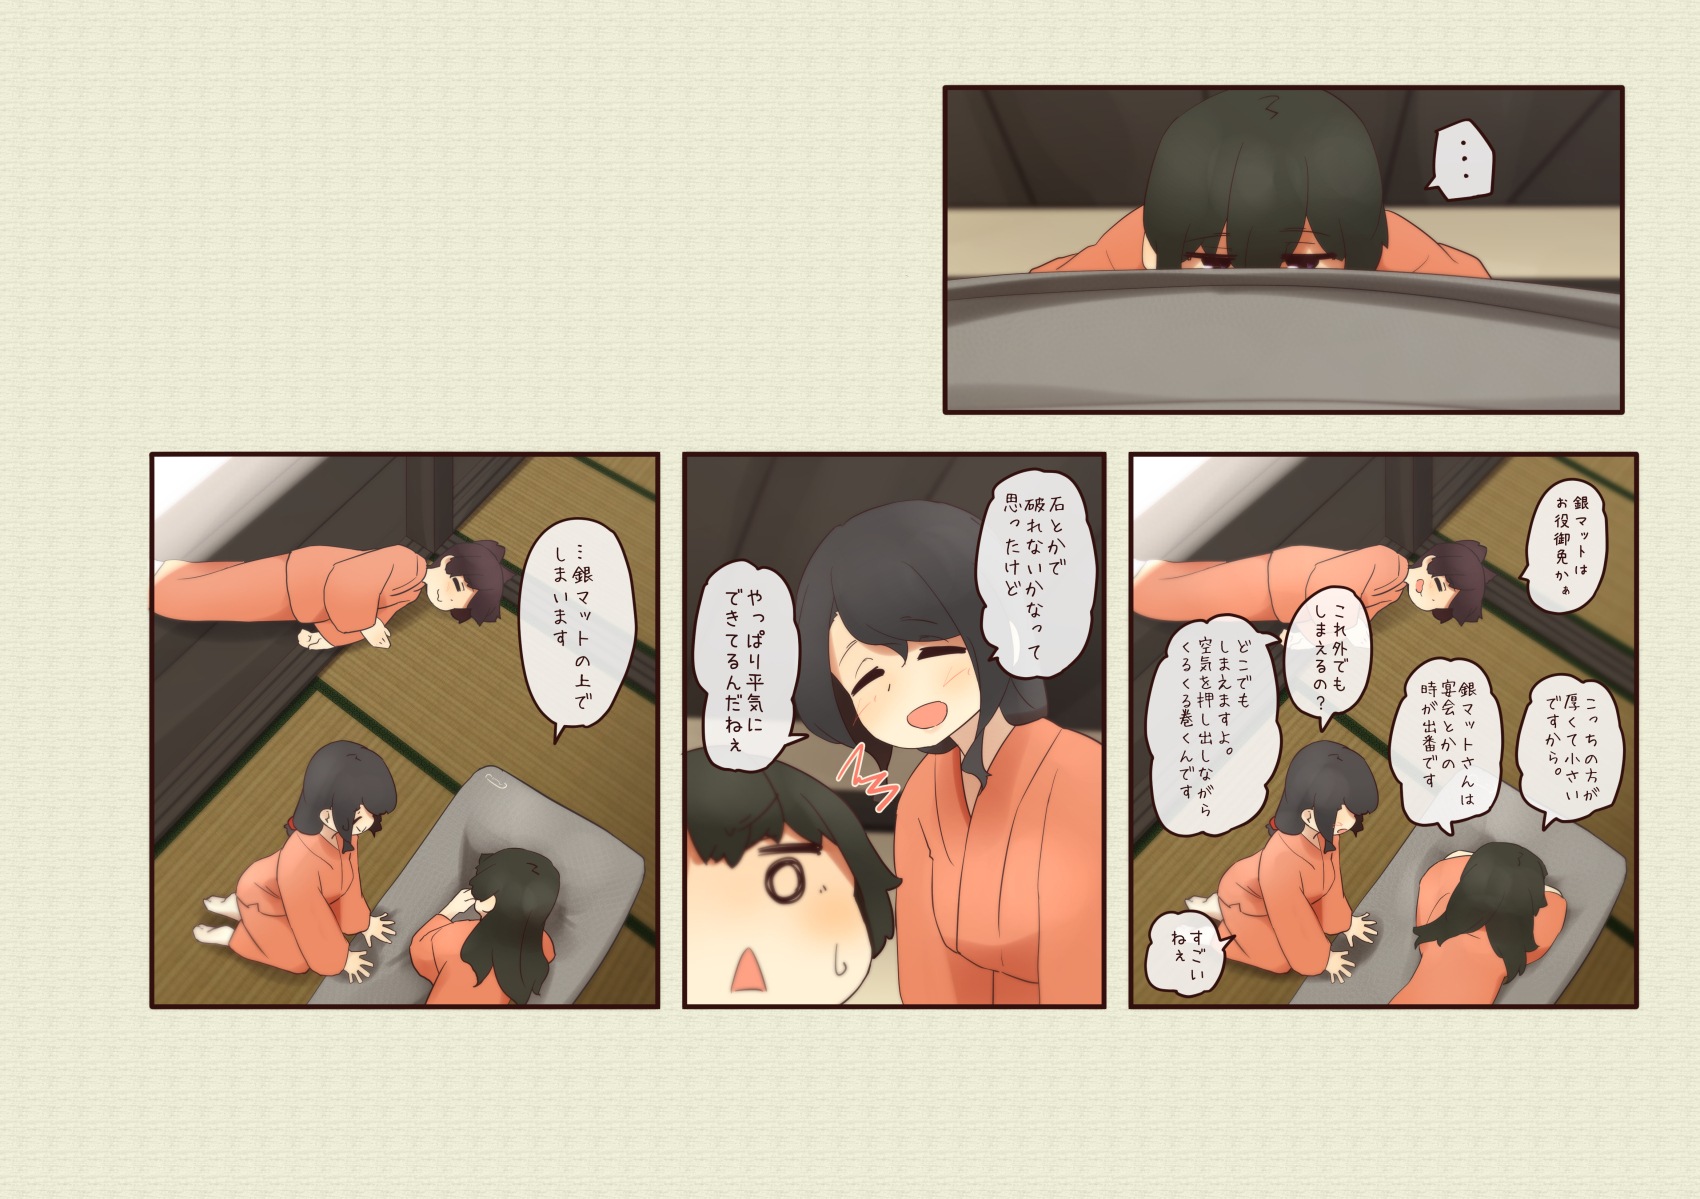 ・・・
銀マットは
お役御免かぁ
こっちの方が
厚くて小さい
ですから。
銀マットさんは
宴会とかの
時が出番です
これ外でも
しまえるの？
どこでも
しまえますよ。
空気を押し出しながら
くるくる巻くんです
すごい
ねぇ
石とかで
破れないかなって
思ったけど
やっぱり平気に
できてるんだねぇ
…銀マットの上で
しまいます